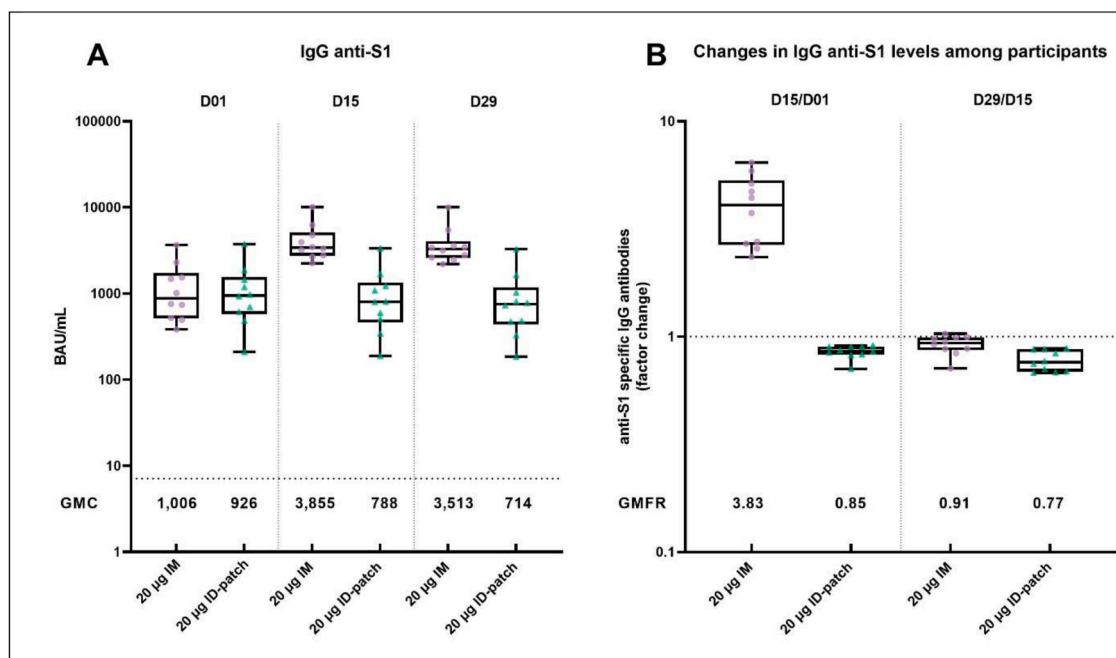 A
IgG anti-S1
D01 D15 D29
BAU/mL
100000
10000
1000
100
10
1
GMC 1,006 926 3,855 788 3,513 714
20 µg IM
20 µg ID-patch
20 µg IM
20 µg ID-patch
20 µg IM
20 µg ID-patch
B
Changes in IgG anti-S1 levels among participants
D15/D01 D29/D15
anti-S1 specific IgG antibodies
(factor change)
10
1
0.1
GMFR 3.83 0.85 0.91 0.77
20 µg IM
20 µg ID-patch
20 µg IM
20 µg ID-patch